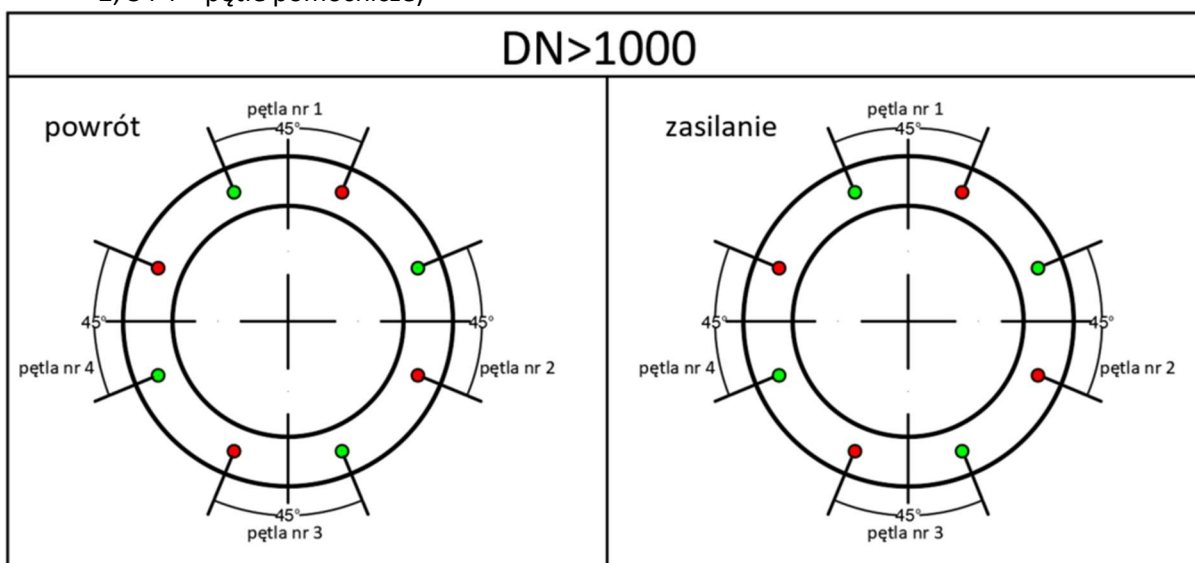 DN>1000
powrót
pętla nr 1
45°
45°
45°
pętla nr 4
pętla nr 2
45°
pętla nr 3
zasilanie
pętla nr 1
45°
45°
45°
pętla nr 4
pętla nr 2
45°
pętla nr 3